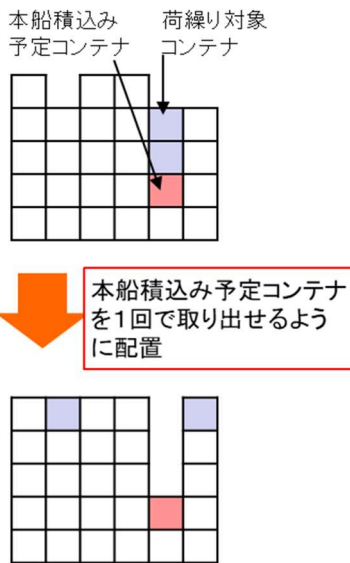 本船積込み
予定コンテナ
荷繰り対象
コンテナ
本船積込み予定コンテナ
を1回で取り出せるよう
に配置